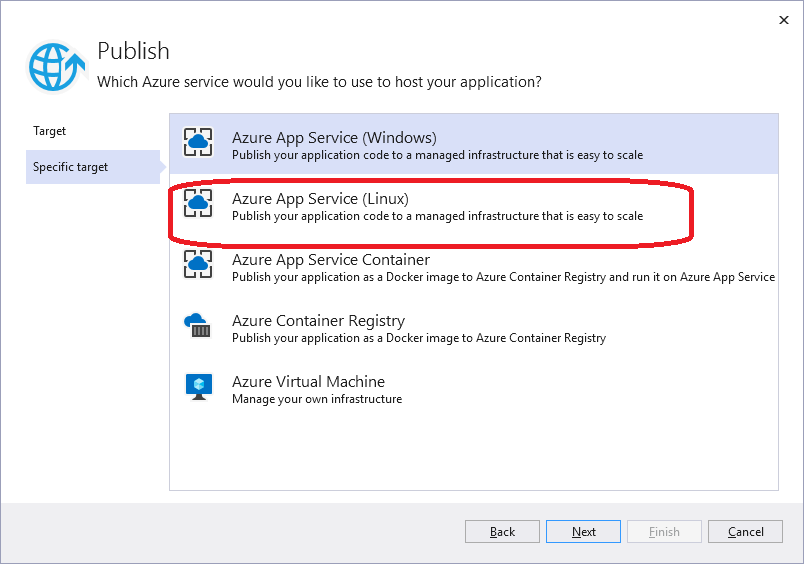 Publish
Which Azure service would you like to use to host your application?
Target
Specific target
Azure App Service (Windows)
Publish your application code to a managed infrastructure that is easy to scale
Azure App Service (Linux)
Publish your application code to a managed infrastructure that is easy to scale
Azure App Service Container
Publish your application as a Docker image to Azure Container Registry and run it on Azure App Service
Azure Container Registry
Publish your application as a Docker image to Azure Container Registry
Azure Virtual Machine
Manage your own infrastructure
Back
Next
Finish
Cancel